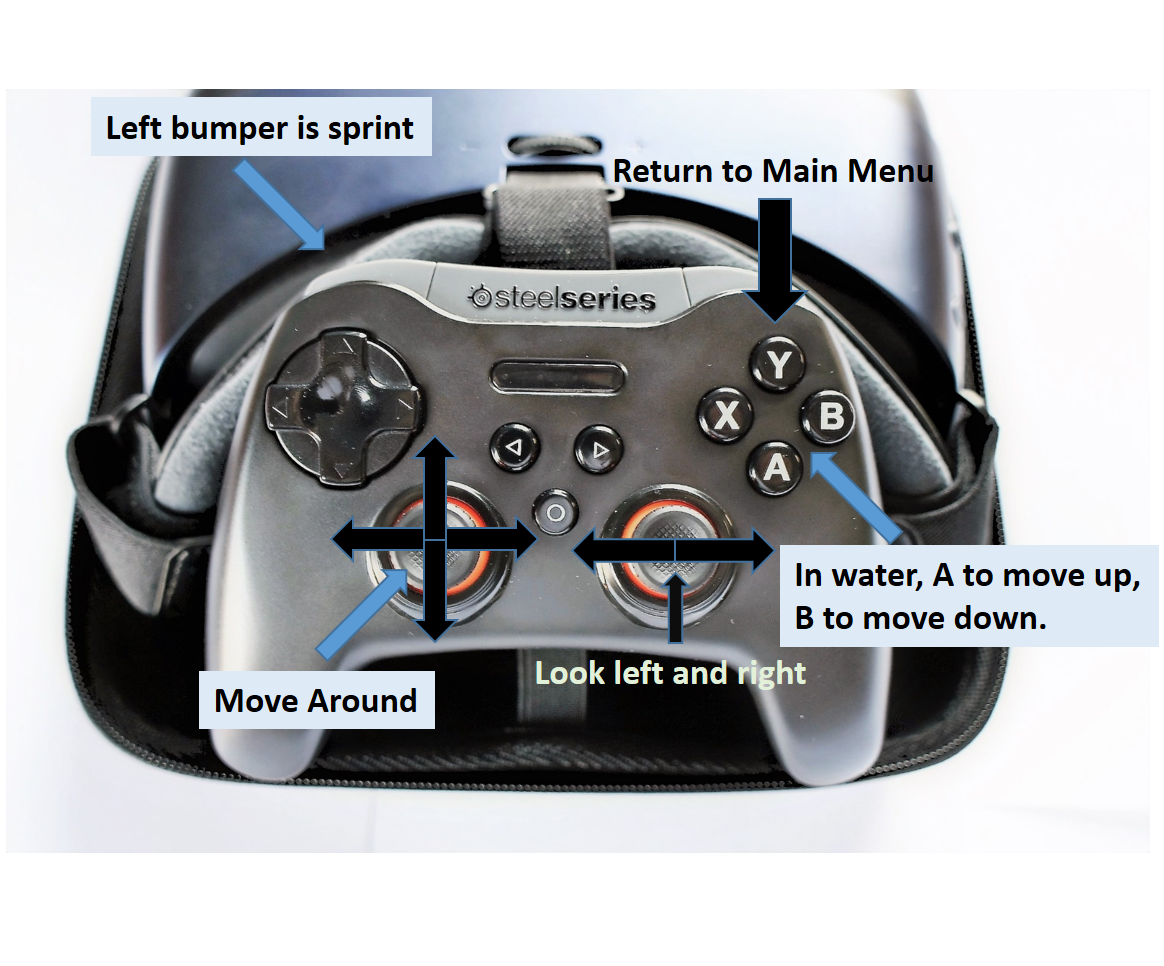 Left bumper is sprint
Return to Main Menu
steelseries
Y
X
B
A
In water, A to move up,
B to move down.
Look left and right
Move Around